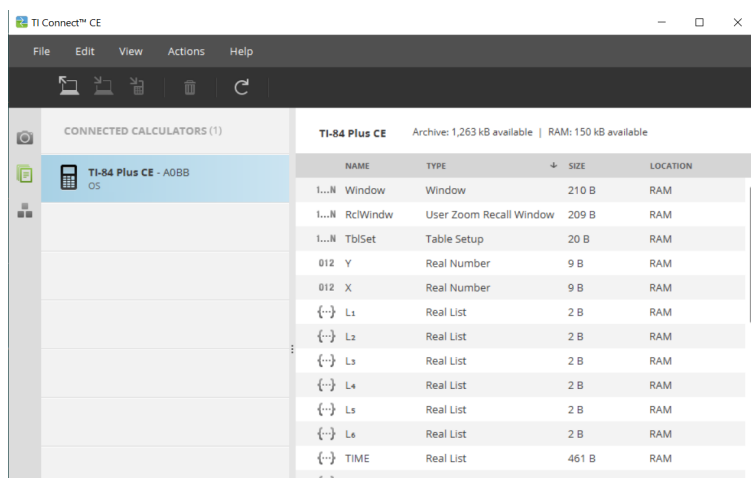 TI Connect™ CE
File Edit View Actions Help
CONNECTED CALCULATORS (1)
TI-84 Plus CE - A0BB
OS
TI-84 Plus CE Archive: 1,263 kB available | RAM: 150 kB available
NAME TYPE SIZE LOCATION
1...N Window Window 210 B RAM
1...N RclWindw User Zoom Recall Window 209 B RAM
1...N TblSet Table Setup 20 B RAM
012 Y Real Number 9 B RAM
012 X Real Number 9 B RAM
{···} L₁ Real List 2 B RAM
{···} L₂ Real List 2 B RAM
{···} L₃ Real List 2 B RAM
{···} L₄ Real List 2 B RAM
{···} L₅ Real List 2 B RAM
{···} L₆ Real List 2 B RAM
{···} TIME Real List 461 B RAM